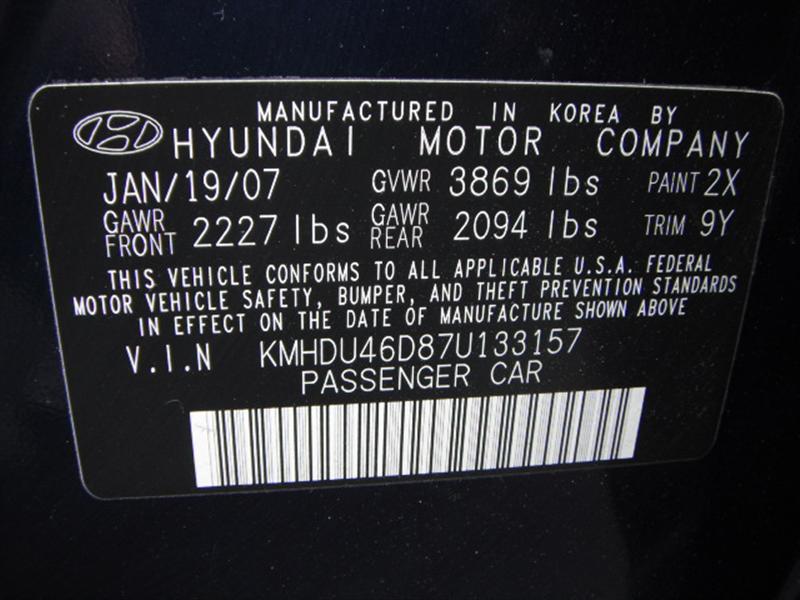 MANUFACTURED IN KOREA BY
HYUNDAI MOTOR COMPANY
JAN/19/07 GVWR 3869 lbs PAINT 2X
GAWR FRONT 2227 lbs GAWR REAR 2094 lbs TRIM 9Y
THIS VEHICLE CONFORMS TO ALL APPLICABLE U.S.A. FEDERAL
MOTOR VEHICLE SAFETY, BUMPER, AND THEFT PREVENTION STANDARDS
IN EFFECT ON THE DATE OF MANUFACTURE SHOWN ABOVE
V.I.N KMHDU46D87U133157
PASSENGER CAR